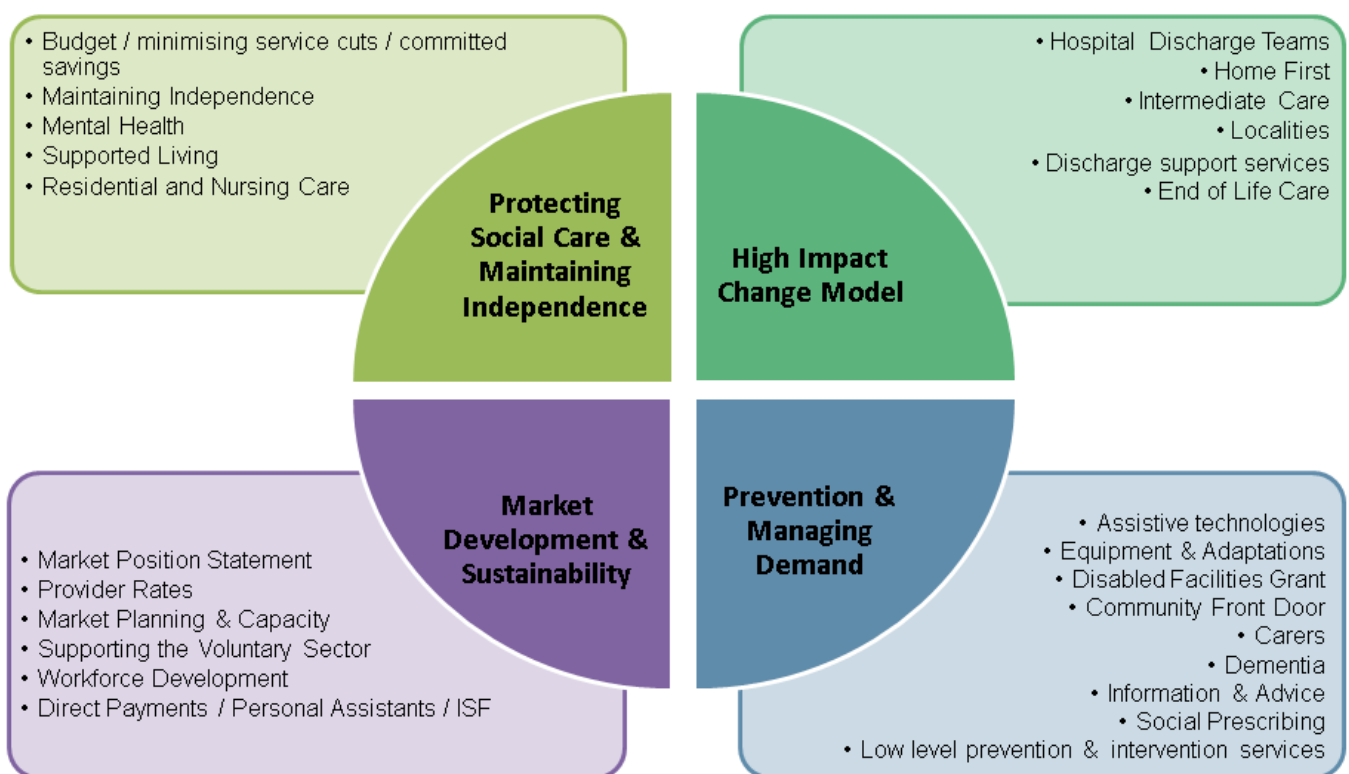 • Budget / minimising service cuts / committed
savings
• Maintaining Independence
• Mental Health
• Supported Living
• Residential and Nursing Care
Protecting
Social Care &
Maintaining
Independence
• Hospital Discharge Teams
• Home First
• Intermediate Care
• Localities
• Discharge support services
• End of Life Care
High Impact
Change Model
• Market Position Statement
• Provider Rates
• Market Planning & Capacity
• Supporting the Voluntary Sector
• Workforce Development
• Direct Payments / Personal Assistants / ISF
Market
Development &
Sustainability
Prevention &
Managing
Demand
• Assistive technologies
• Equipment & Adaptations
• Disabled Facilities Grant
• Community Front Door
• Carers
• Dementia
• Information & Advice
• Social Prescribing
• Low level prevention & intervention services